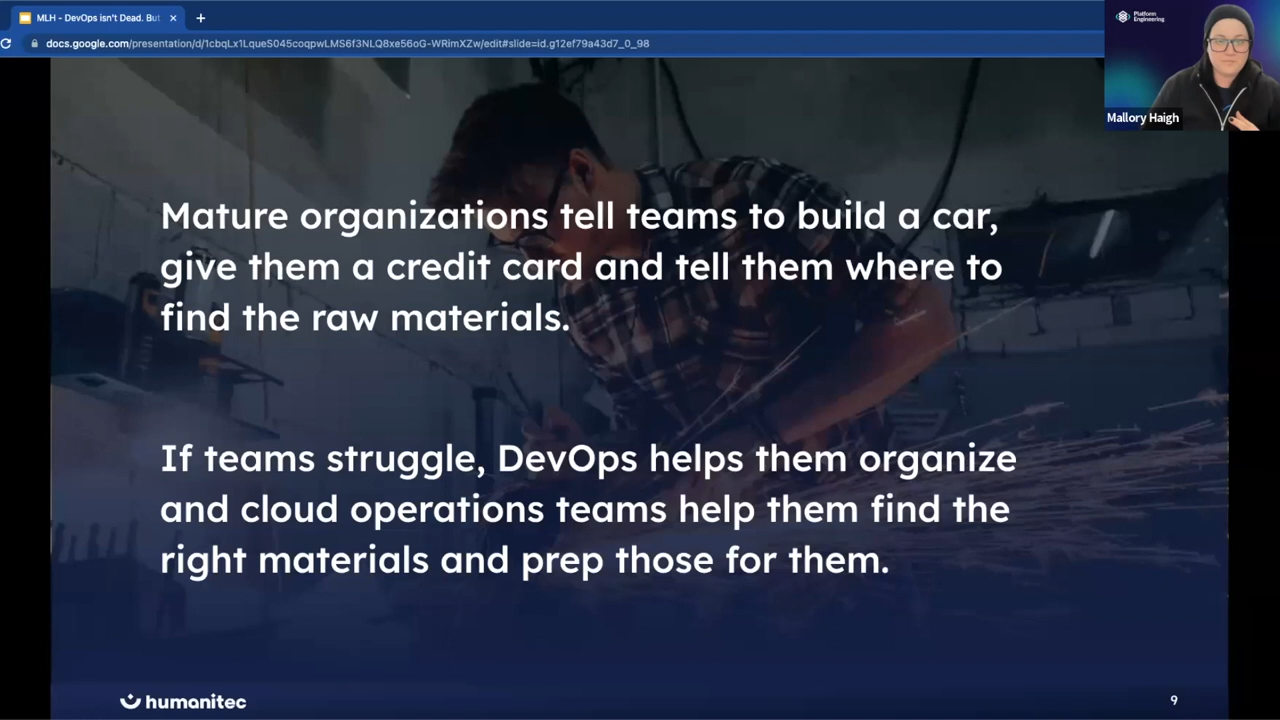 MLH - DevOps isn't Dead. But
docs.google.com/presentation/d/1cbqLx1LqueS045coqpwLMS6f3NLQ8xe56oG-WRimXZw/edit#slide=id.g12ef79a43d7_0_98
Platform
Engineering
Mallory Haigh
Mature organizations tell teams to build a car,
give them a credit card and tell them where to
find the raw materials.
If teams struggle, DevOps helps them organize
and cloud operations teams help them find the
right materials and prep those for them.
humanitec
9